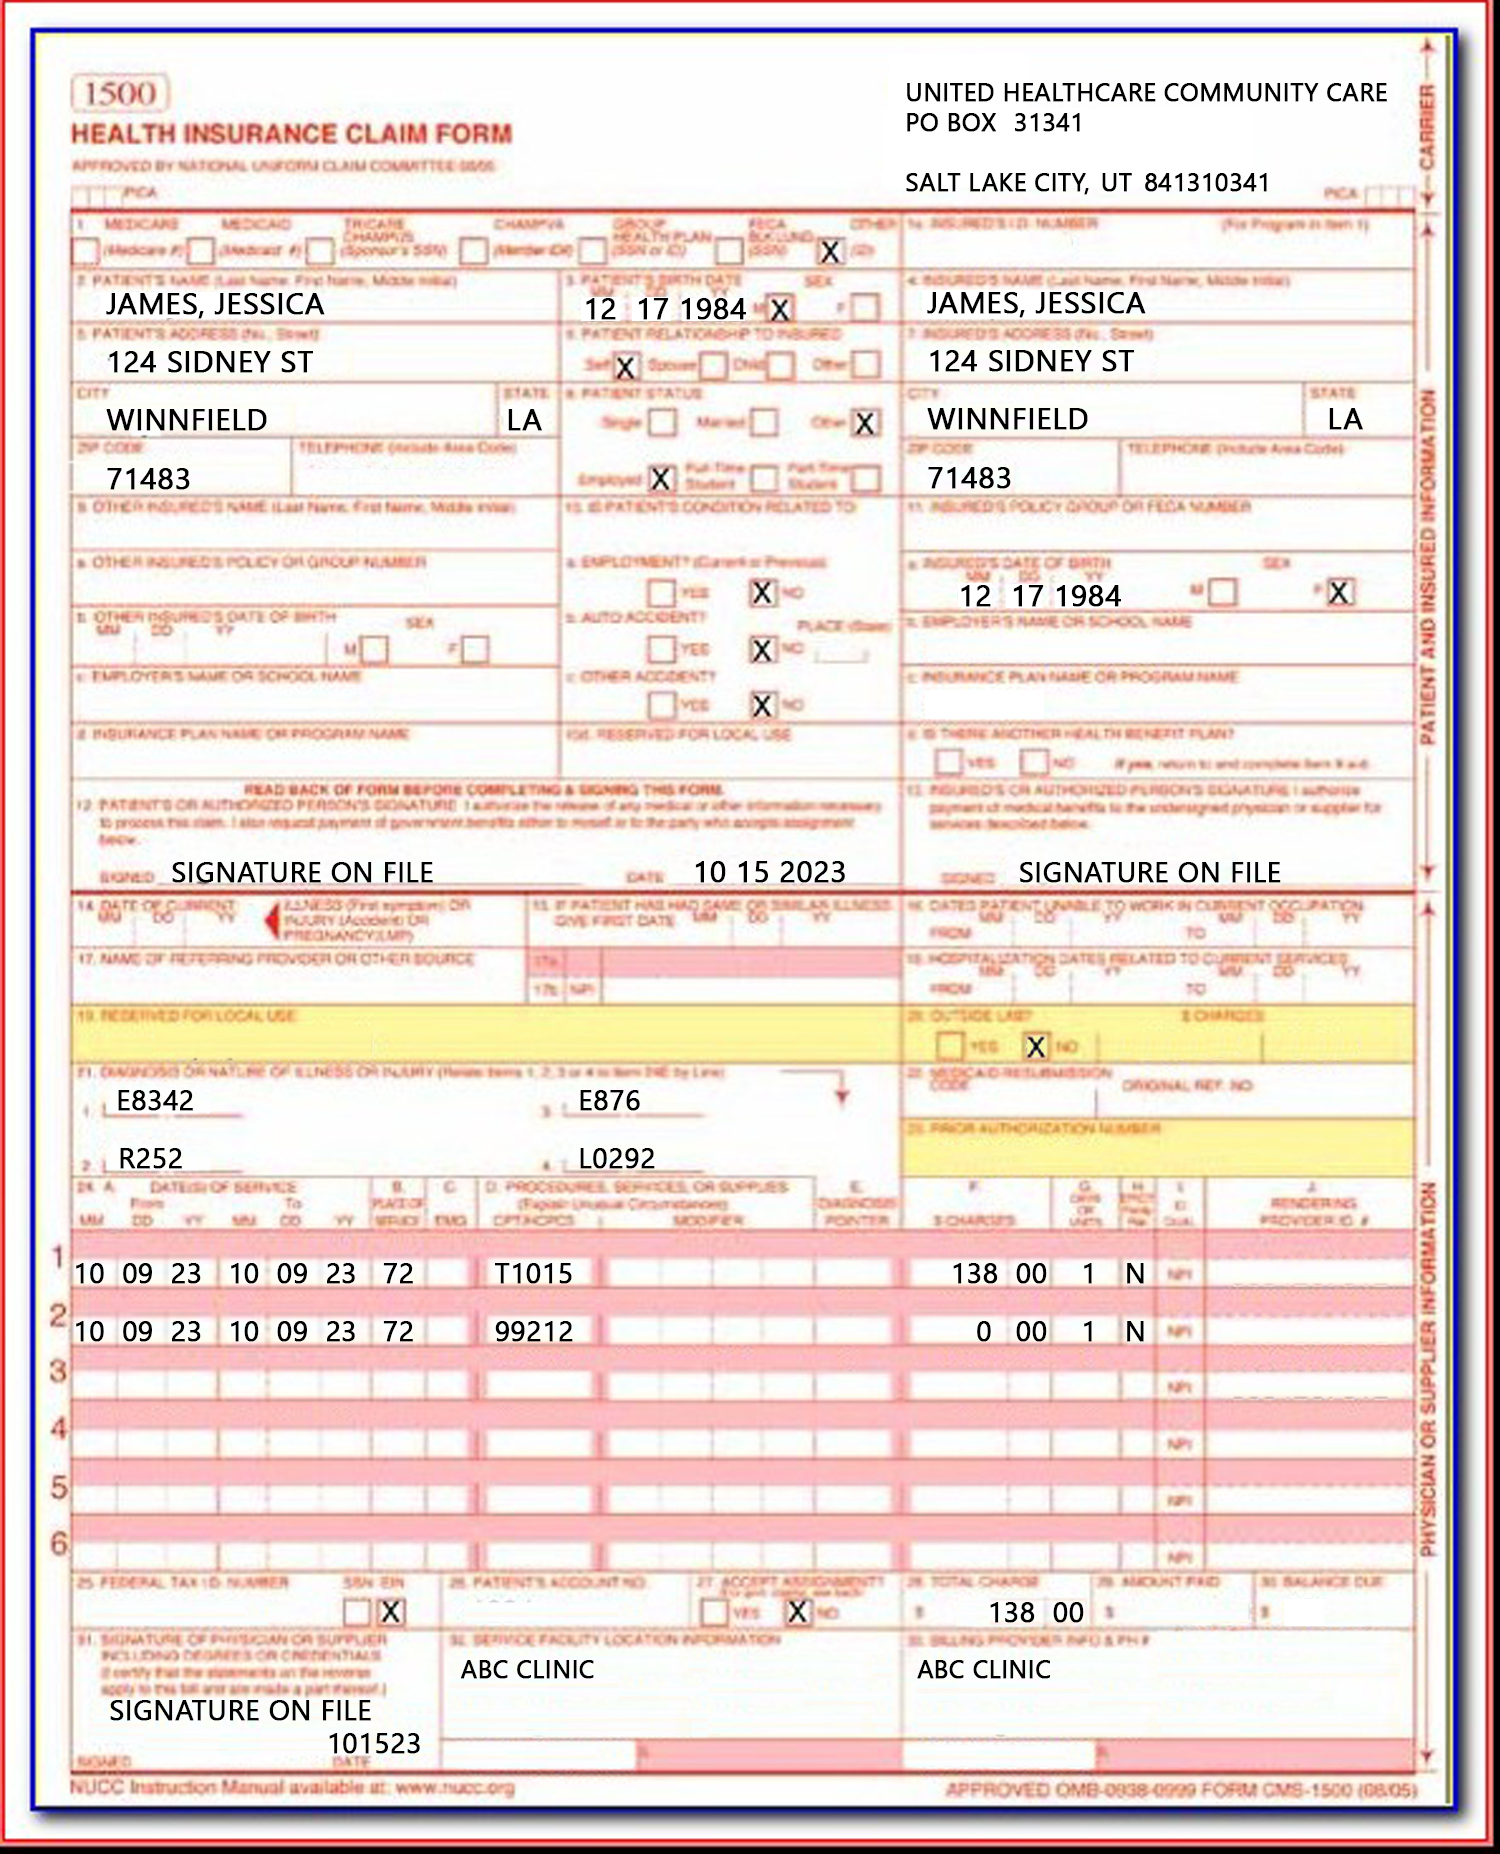 1500
HEALTH INSURANCE CLAIM FORM
APPROVED BY NATIONAL UNIFORM CLAIM COMMITTEE 08/05
PICA
UNITED HEALTHCARE COMMUNITY CARE
PO BOX 31341
SALT LAKE CITY, UT 841310341
PICA
CARRIER
1. MEDICARE MEDICAID TRICARE CHAMPUS CHAMPVA GROUP HEALTH PLAN FECA BLK LUNG OTHER
(Medicare #) (Medicaid #) (Sponsor's SSN) (Member ID#) (SSN or ID) (SSN) X (ID)
1a. INSURED'S I.D. NUMBER (For Program in Item 1)
2. PATIENT'S NAME (Last Name, First Name, Middle Initial)
JAMES, JESSICA
3. PATIENT'S BIRTH DATE SEX
MM DD YY
12 17 1984 M X F
4. INSURED'S NAME (Last Name, First Name, Middle Initial)
JAMES, JESSICA
5. PATIENT'S ADDRESS (No., Street)
124 SIDNEY ST
6. PATIENT RELATIONSHIP TO INSURED
Self X Spouse Child Other
7. INSURED'S ADDRESS (No., Street)
124 SIDNEY ST
CITY STATE
WINNFIELD LA
8. PATIENT STATUS
Single Married Other X
CITY STATE
WINNFIELD LA
ZIP CODE TELEPHONE (Include Area Code)
71483
Employed X Full-Time Student Part-Time Student
ZIP CODE TELEPHONE (Include Area Code)
71483
9. OTHER INSURED'S NAME (Last Name, First Name, Middle Initial)
10. IS PATIENT'S CONDITION RELATED TO:
11. INSURED'S POLICY GROUP OR FECA NUMBER
a. OTHER INSURED'S POLICY OR GROUP NUMBER
a. EMPLOYMENT? (Current or Previous)
YES X NO
a. INSURED'S DATE OF BIRTH SEX
MM DD YY
12 17 1984 M F X
b. OTHER INSURED'S DATE OF BIRTH SEX
MM DD YY M F
b. AUTO ACCIDENT? PLACE (State)
YES X NO
b. EMPLOYER'S NAME OR SCHOOL NAME
c. EMPLOYER'S NAME OR SCHOOL NAME
c. OTHER ACCIDENT?
YES X NO
c. INSURANCE PLAN NAME OR PROGRAM NAME
d. INSURANCE PLAN NAME OR PROGRAM NAME
10d. RESERVED FOR LOCAL USE
d. IS THERE ANOTHER HEALTH BENEFIT PLAN?
YES NO If yes, return to and complete item 9 a-d.
PATIENT AND INSURED INFORMATION
READ BACK OF FORM BEFORE COMPLETING & SIGNING THIS FORM.
12. PATIENT'S OR AUTHORIZED PERSON'S SIGNATURE I authorize the release of any medical or other information necessary
to process this claim. I also request payment of government benefits either to myself or to the party who accepts assignment
below.
SIGNED SIGNATURE ON FILE DATE 10 15 2023
13. INSURED'S OR AUTHORIZED PERSON'S SIGNATURE I authorize
payment of medical benefits to the undersigned physician or supplier for
services described below.
SIGNED SIGNATURE ON FILE
14. DATE OF CURRENT: ILLNESS (First symptom) OR
MM DD YY INJURY (Accident) OR
PREGNANCY(LMP)
15. IF PATIENT HAS HAD SAME OR SIMILAR ILLNESS.
GIVE FIRST DATE MM DD YY
16. DATES PATIENT UNABLE TO WORK IN CURRENT OCCUPATION
MM DD YY MM DD YY
FROM TO
17. NAME OF REFERRING PROVIDER OR OTHER SOURCE
17a.
17b. NPI
18. HOSPITALIZATION DATES RELATED TO CURRENT SERVICES
MM DD YY MM DD YY
FROM TO
19. RESERVED FOR LOCAL USE
20. OUTSIDE LAB? $ CHARGES
YES X NO
21. DIAGNOSIS OR NATURE OF ILLNESS OR INJURY (Relate Items 1, 2, 3 or 4 to Item 24E by Line)
1. E8342 3. E876
2. R252 4. L0292
22. MEDICAID RESUBMISSION
CODE ORIGINAL REF. NO.
23. PRIOR AUTHORIZATION NUMBER
24. A. DATE(S) OF SERVICE B. C. D. PROCEDURES, SERVICES, OR SUPPLIES E. F. G. H. I. J.
From To PLACE OF (Explain Unusual Circumstances) DIAGNOSIS DAYS OR UNITS EPSDT Family Plan ID. QUAL. RENDERING
MM DD YY MM DD YY SERVICE EMG CPT/HCPCS MODIFIER POINTER $ CHARGES PROVIDER ID. #
1 10 09 23 10 09 23 72 T1015 138 00 1 N NPI
2 10 09 23 10 09 23 72 99212 0 00 1 N NPI
3 NPI
4 NPI
5 NPI
6 NPI
25. FEDERAL TAX I.D. NUMBER SSN EIN
X
26. PATIENT'S ACCOUNT NO.
27. ACCEPT ASSIGNMENT?
(For govt. claims, see back)
YES X NO
28. TOTAL CHARGE
$ 138 00
29. AMOUNT PAID
$
30. BALANCE DUE
$
31. SIGNATURE OF PHYSICIAN OR SUPPLIER
INCLUDING DEGREES OR CREDENTIALS
(I certify that the statements on the reverse
apply to this bill and are made a part thereof.)
SIGNATURE ON FILE
101523
SIGNED DATE
32. SERVICE FACILITY LOCATION INFORMATION
ABC CLINIC
33. BILLING PROVIDER INFO & PH #
ABC CLINIC
PHYSICIAN OR SUPPLIER INFORMATION
NUCC Instruction Manual available at: www.nucc.org
APPROVED OMB-0938-0999 FORM CMS-1500 (08/05)